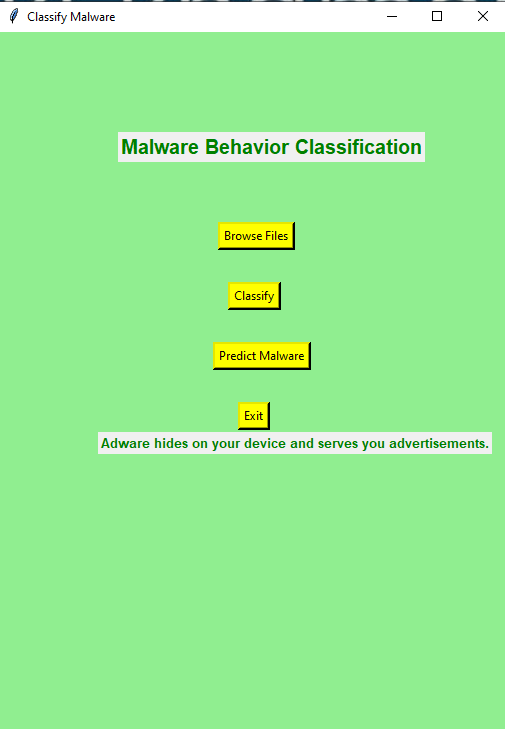 Classify Malware
Malware Behavior Classification
Browse Files
Classify
Predict Malware
Exit
Adware hides on your device and serves you advertisements.